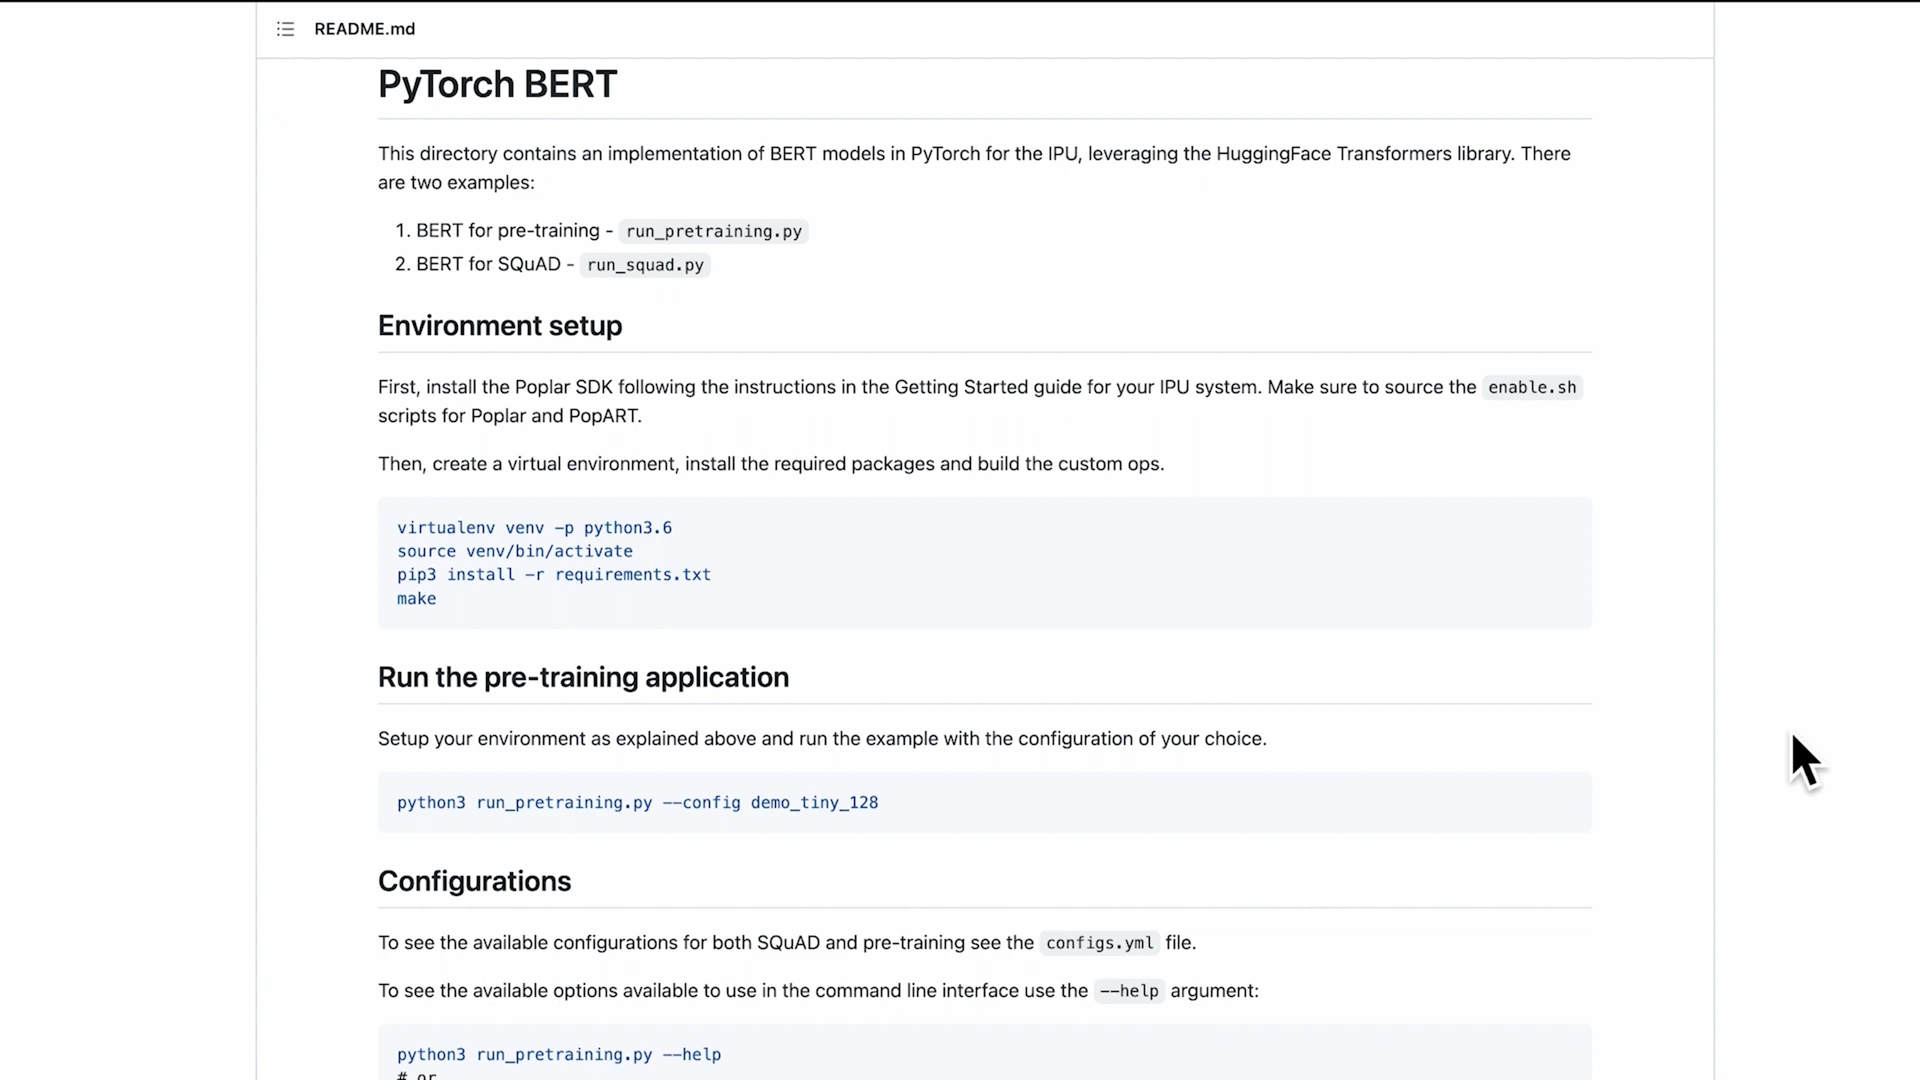 README.md
PyTorch BERT
This directory contains an implementation of BERT models in PyTorch for the IPU, leveraging the HuggingFace Transformers library. There
are two examples:
1. BERT for pre-training - run_pretraining.py
2. BERT for SQuAD - run_squad.py
Environment setup
First, install the Poplar SDK following the instructions in the Getting Started guide for your IPU system. Make sure to source the enable.sh
scripts for Poplar and PopART.
Then, create a virtual environment, install the required packages and build the custom ops.
virtualenv venv -p python3.6
source venv/bin/activate
pip3 install -r requirements.txt
make
Run the pre-training application
Setup your environment as explained above and run the example with the configuration of your choice.
python3 run_pretraining.py --config demo_tiny_128
Configurations
To see the available configurations for both SQuAD and pre-training see the configs.yml file.
To see the available options available to use in the command line interface use the --help argument:
python3 run_pretraining.py --help
# or